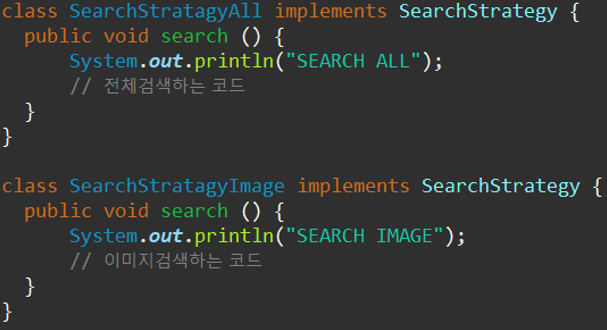 class SearchStratagyAll implements SearchStrategy {
  public void search () {
      System.out.println("SEARCH ALL");
      // 전체검색하는 코드
  }
}

class SearchStratagyImage implements SearchStrategy {
  public void search () {
      System.out.println("SEARCH IMAGE");
      // 이미지검색하는 코드
  }
}